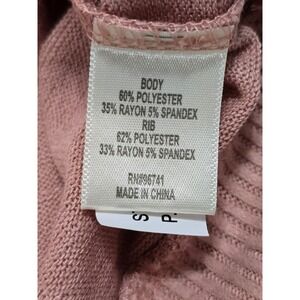 BODY
60% POLYESTER
35% RAYON 5% SPANDEX
RIB
62% POLYESTER
33% RAYON 5% SPANDEX
RN#96741
MADE IN CHINA
S
P